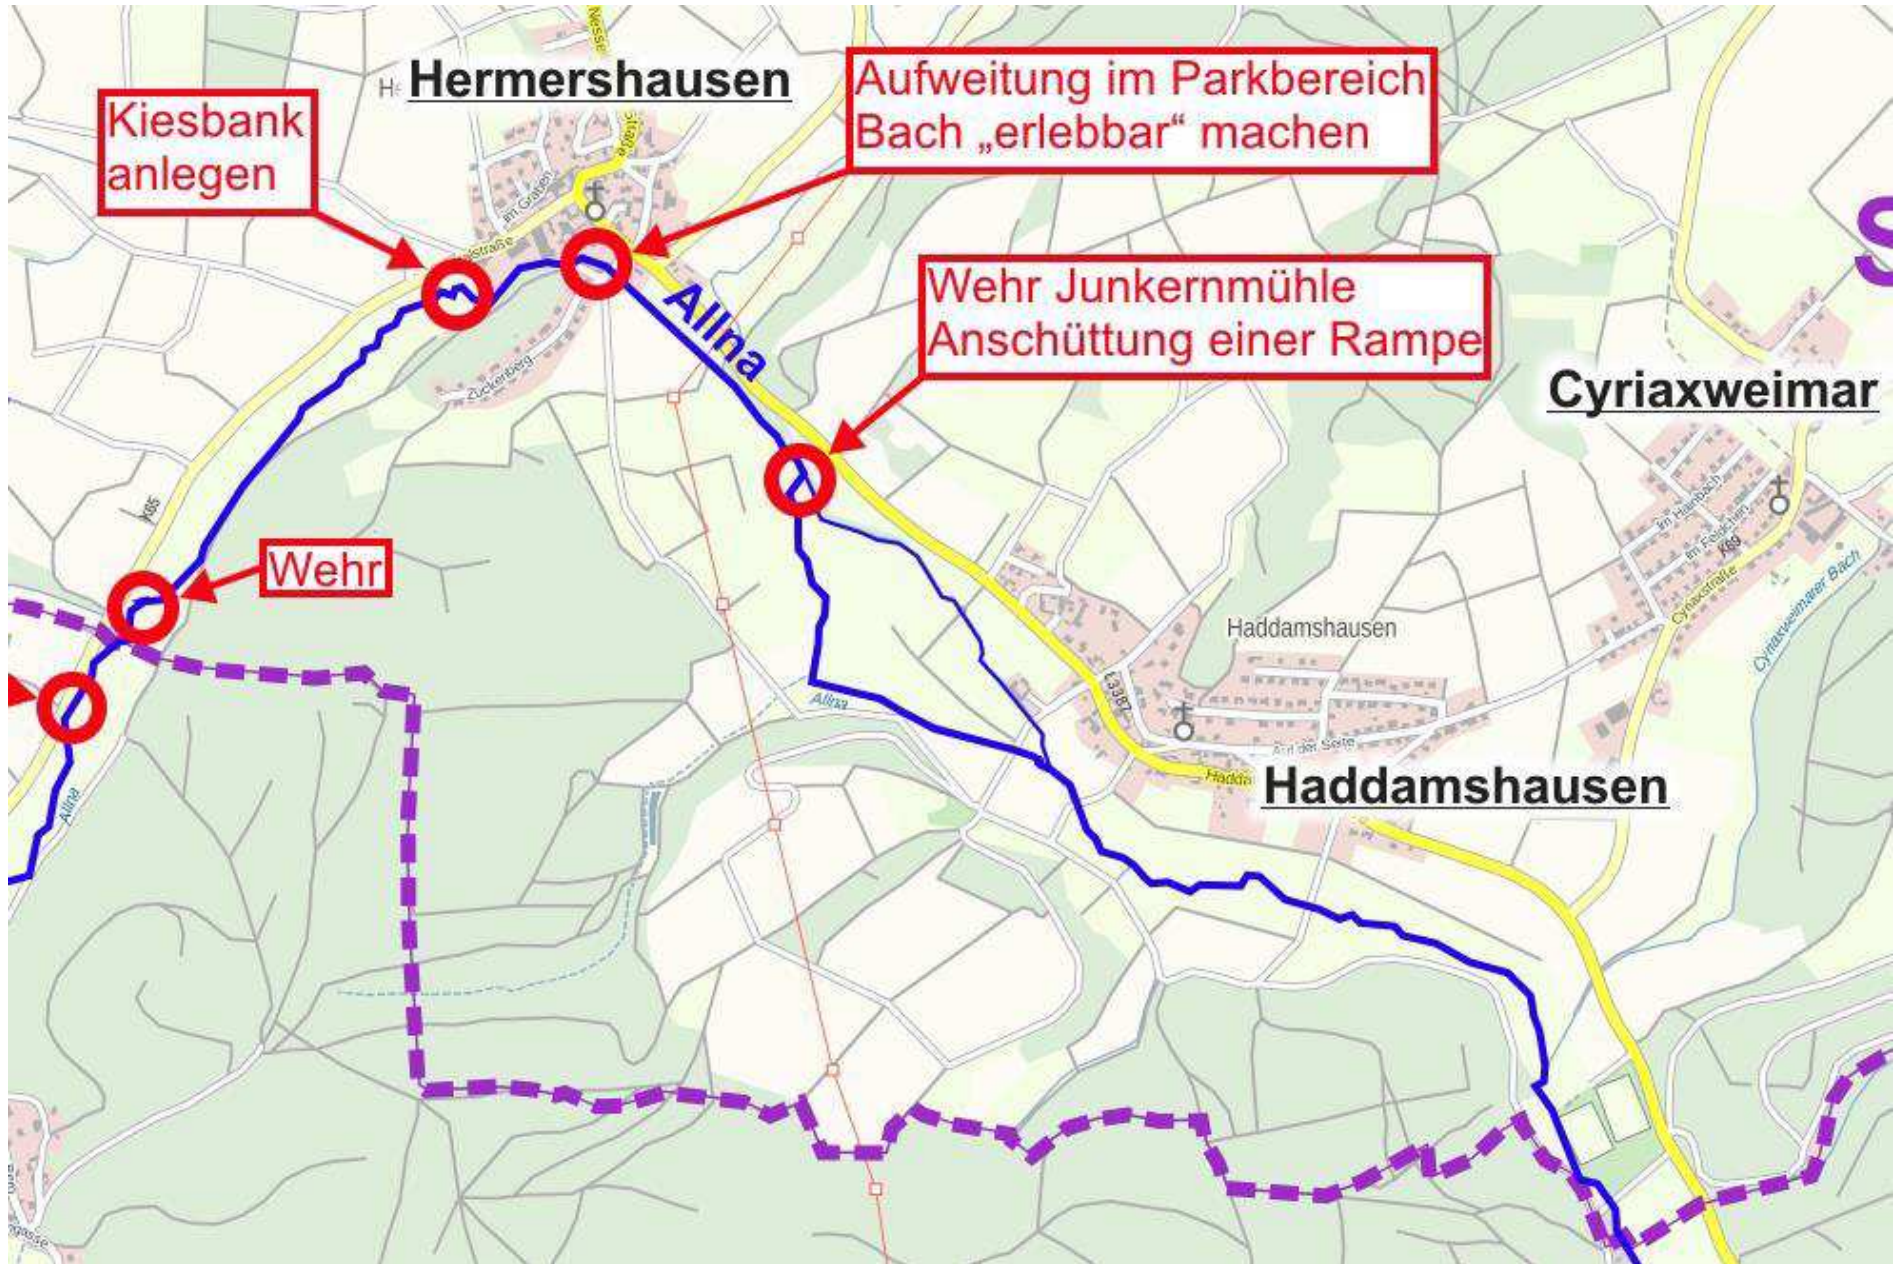 Hermershausen
Aufweitung im Parkbereich
Bach „erlebbar“ machen
Kiesbank
anlegen
Im Graben
Allna
Wehr Junkernmühle
Anschüttung einer Rampe
Zuckenberg
Cyriaxweimar
K65
Wehr
Im Hainbach
Im Feldchen
K69
Cyriaxstraße
Cyriaxweimarer Bach
Haddamshausen
Allna
L3387
Auf der Seite
Haddamshausen
Allna